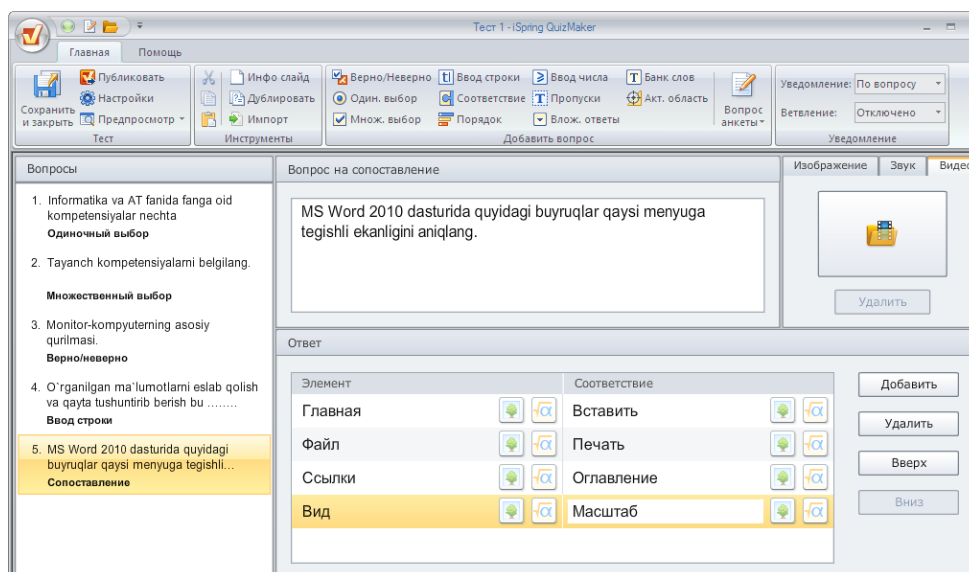 Тест 1 - iSpring QuizMaker
Главная Помощь
Сохранить и закрыть
Публиковать
Настройки
Предпросмотр
Тест
Инфо слайд
Дублировать
Импорт
Инструменты
Верно/Неверно Ввод строки Ввод числа Банк слов
Один. выбор Соответствие Пропуски Акт. область
Множ. выбор Порядок Влож. ответы
Вопрос анкеты
Добавить вопрос
Уведомление: По вопросу
Ветвление: Отключено
Уведомление
Вопросы
1. Informatika va AT fanida fanga oid
kompetensiyalar nechta
Одиночный выбор
2. Tayanch kompetensiyalarni belgilang.
Множественный выбор
3. Monitor-kompyuterning asosiy
qurilmasi.
Верно/неверно
4. O`rganilgan ma`lumotlarni eslab qolish
va qayta tushuntirib berish bu ........
Ввод строки
5. MS Word 2010 dasturida quyidagi
buyruqlar qaysi menyuga tegishli...
Сопоставление
Вопрос на сопоставление
MS Word 2010 dasturida quyidagi buyruqlar qaysi menyuga
tegishli ekanligini aniqlang.
Изображение Звук Видео
Удалить
Ответ
Элемент Соответствие
Главная Вставить
Файл Печать
Ссылки Оглавление
Вид Масштаб
Добавить
Удалить
Вверх
Вниз